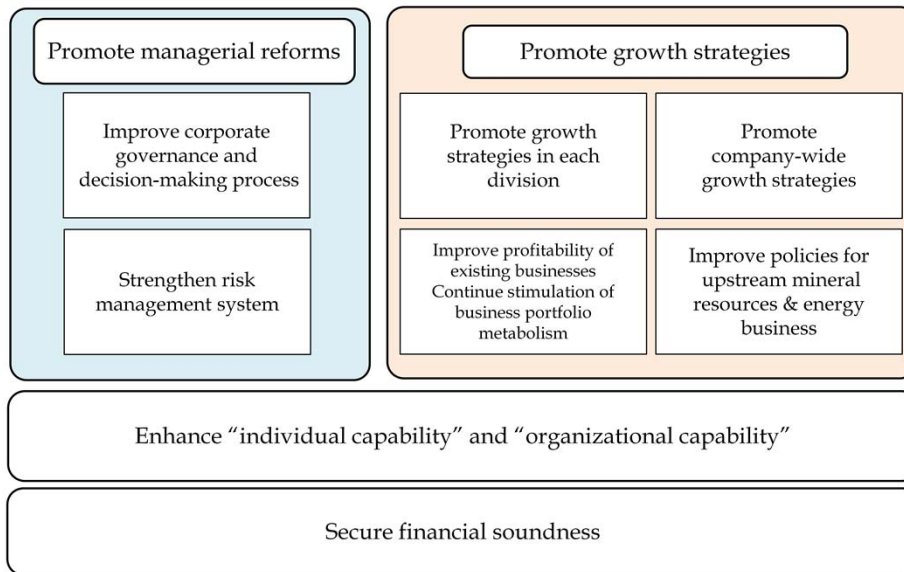 Promote managerial reforms
Improve corporate
governance and
decision-making process
Strengthen risk
management system
Promote growth strategies
Promote growth
strategies in each
division
Promote
company-wide
growth strategies
Improve profitability of
existing businesses
Continue stimulation of
business portfolio
metabolism
Improve policies for
upstream mineral
resources & energy
business
Enhance “individual capability” and “organizational capability”
Secure financial soundness